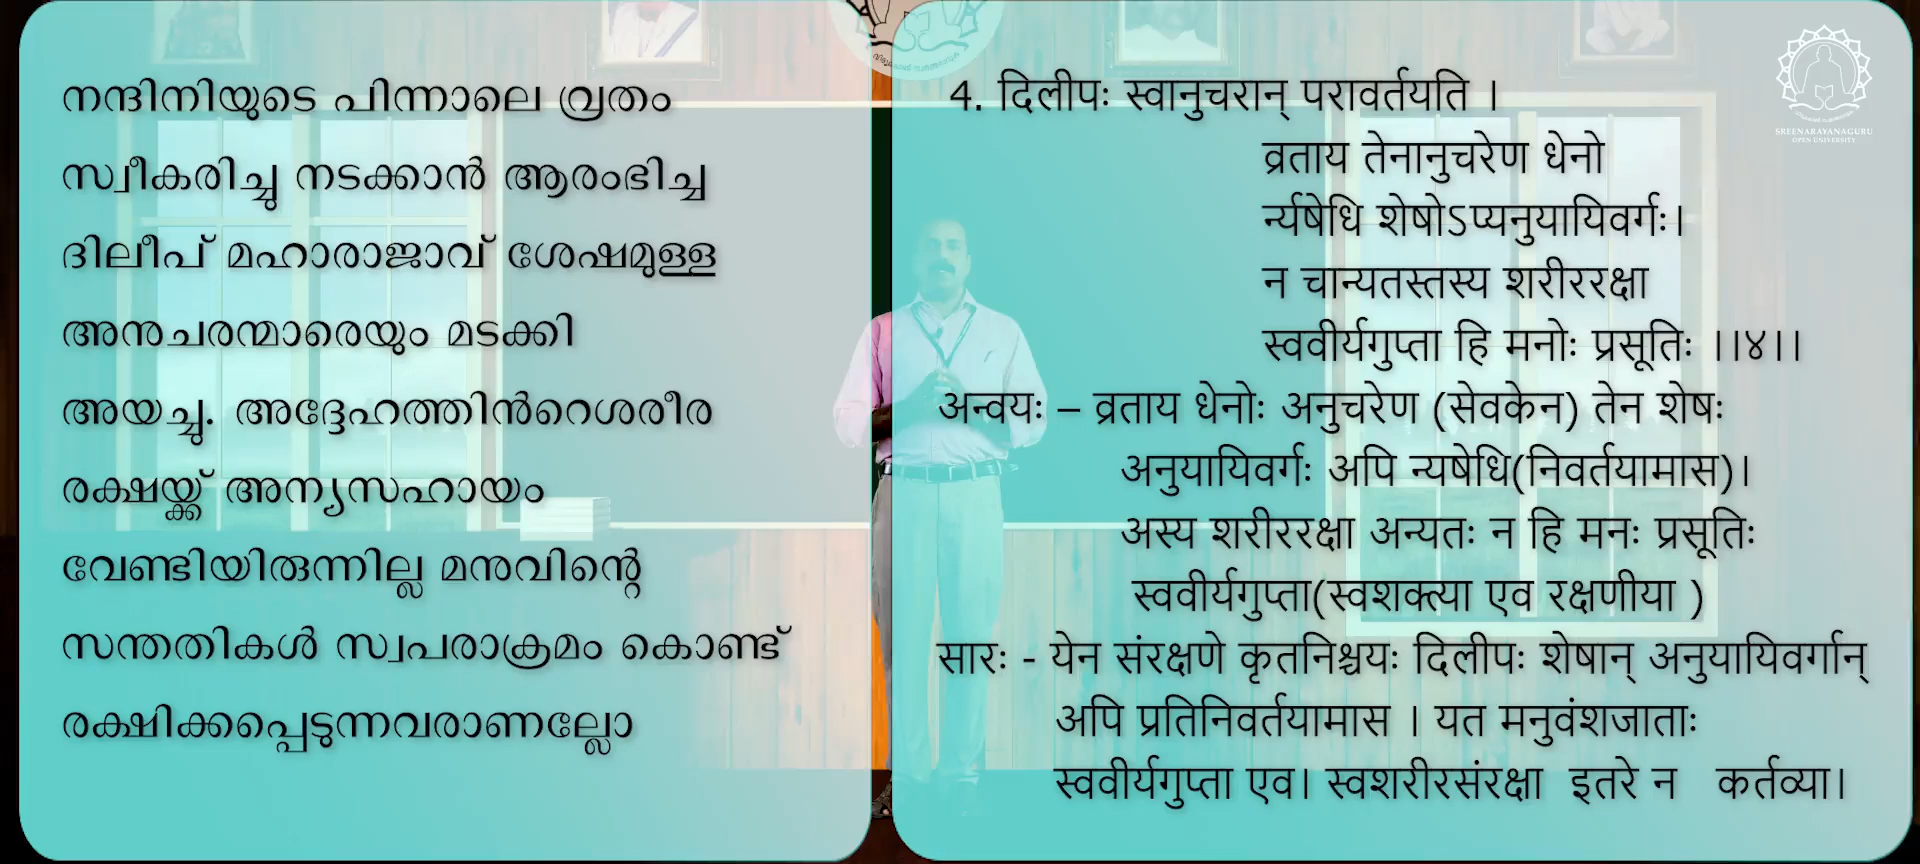 നന്ദിനിയുടെ പിന്നാലെ വ്രതം
സ്വീകരിച്ചു നടക്കാൻ ആരംഭിച്ച
ദിലീപ് മഹാരാജാവ് ശേഷമുള്ള
അനുചരന്മാരെയും മടക്കി
അയച്ചു. അദ്ദേഹത്തിൻറെശരീര
രക്ഷയ്ക്ക് അന്യസഹായം
വേണ്ടിയിരുന്നില്ല മനുവിന്റെ
സന്തതികൾ സ്വപരാക്രമം കൊണ്ട്
രക്ഷിക്കപ്പെടുന്നവരാണല്ലോ
4. दिलीपः स्वानुचरान् परावर्तयति ।
व्रताय तेनानुचरेण धेनो
र्न्यषेधि शेषोऽप्यनुयायिवर्गः।
न चान्यतस्तस्य शरीररक्षा
स्ववीर्यगुप्ता हि मनोः प्रसूतिः ।।४।।
अन्वयः – व्रताय धेनोः अनुचरेण (सेवकेन) तेन शेषः
अनुयायिवर्गः अपि न्यषेधि(निवर्तयामास)।
अस्य शरीररक्षा अन्यतः न हि मनः प्रसूतिः
स्ववीर्यगुप्ता(स्वशक्त्या एव रक्षणीया )
सारः - येन संरक्षणे कृतनिश्चयः दिलीपः शेषान् अनुयायिवर्गान्
अपि प्रतिनिवर्तयामास । यत मनुवंशजाताः
स्ववीर्यगुप्ता एव। स्वशरीरसंरक्षा इतरे न कर्तव्या।
SREENARAYANAGURU
OPEN UNIVERSITY